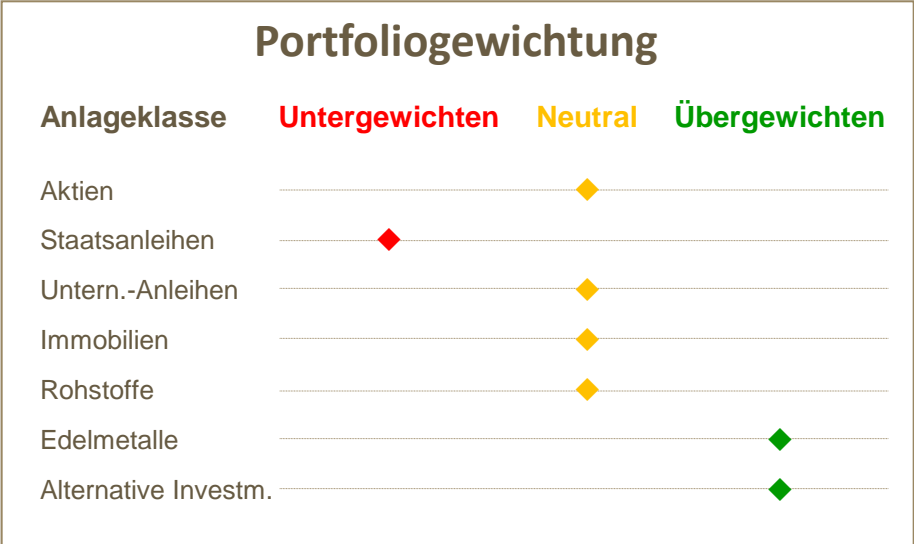 Portfoliogewichtung
Anlageklasse Untergewichten Neutral Übergewichten
Aktien
Staatsanleihen
Untern.-Anleihen
Immobilien
Rohstoffe
Edelmetalle
Alternative Investm.